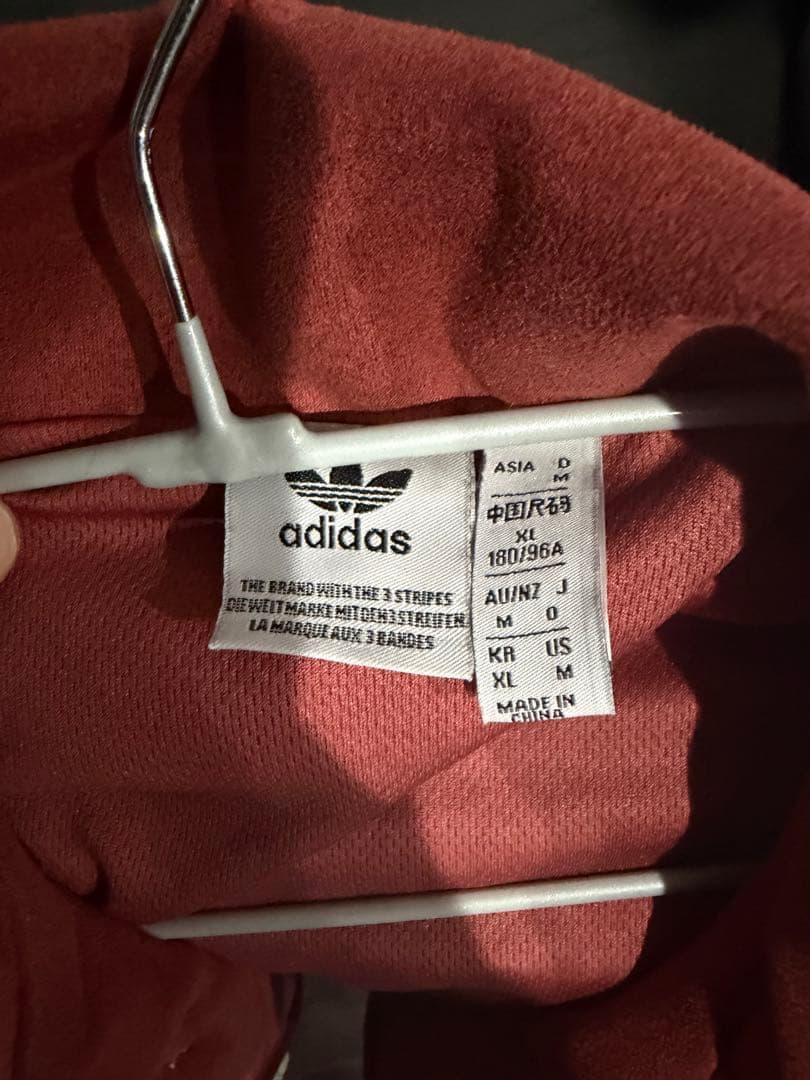 adidas
THE BRAND WITH THE 3 STRIPES
DIE WELTMARKE MIT DEN 3 STREIFEN
LA MARQUE AUX 3 BANDES
ASIA D
M
中国尺码
XL
180/96A
AU/NZ J
M O
KR US
XL M
MADE IN
CHINA